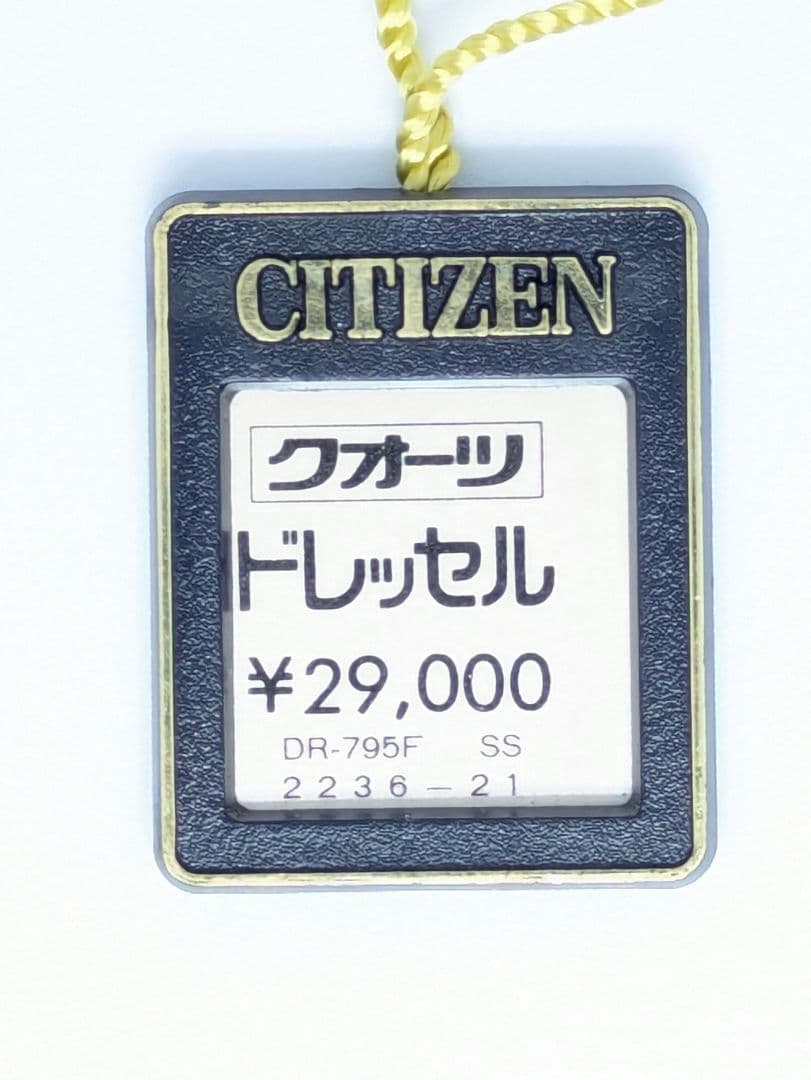 CITIZEN
クオーツ
ドレッセル
¥29,000
DR-795F SS
2236-21